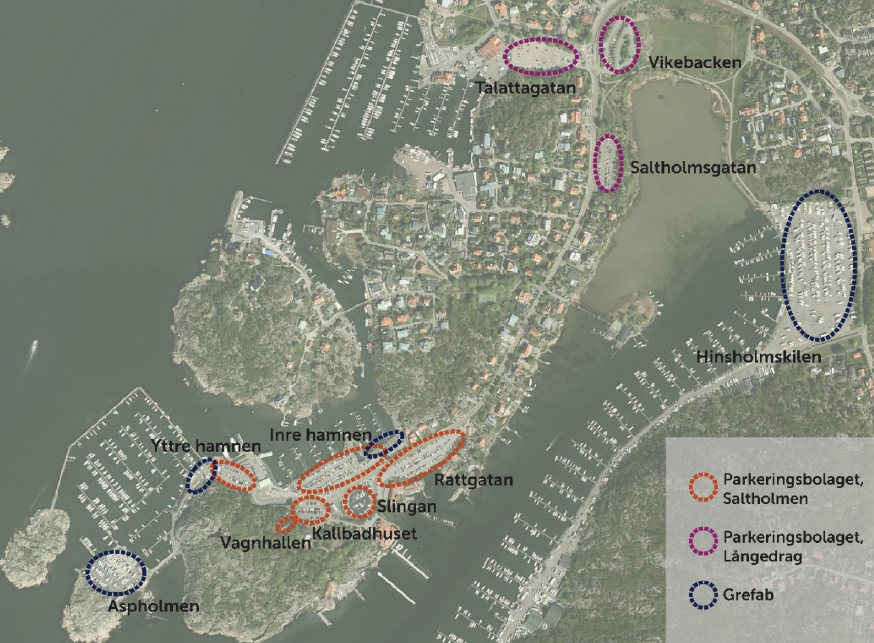 Vikebacken
Talattagatan
Saltholmsgatan
Hinsholmskilen
Inre hamnen
Yttre hamnen
Rattgatan
Slingan
Kallbadhuset
Vagnhallen
Aspholmen
Parkeringsbolaget,
Saltholmen
Parkeringsbolaget,
Långedrag
Grefab